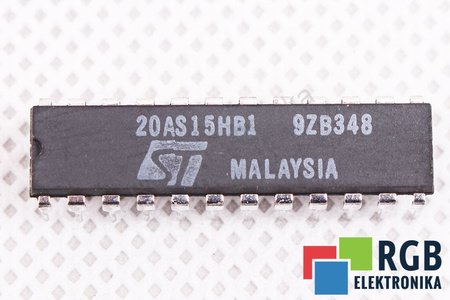 20AS15HB1 9ZB348
ST MALAYSIA
RGB
ELEKTRONIKA